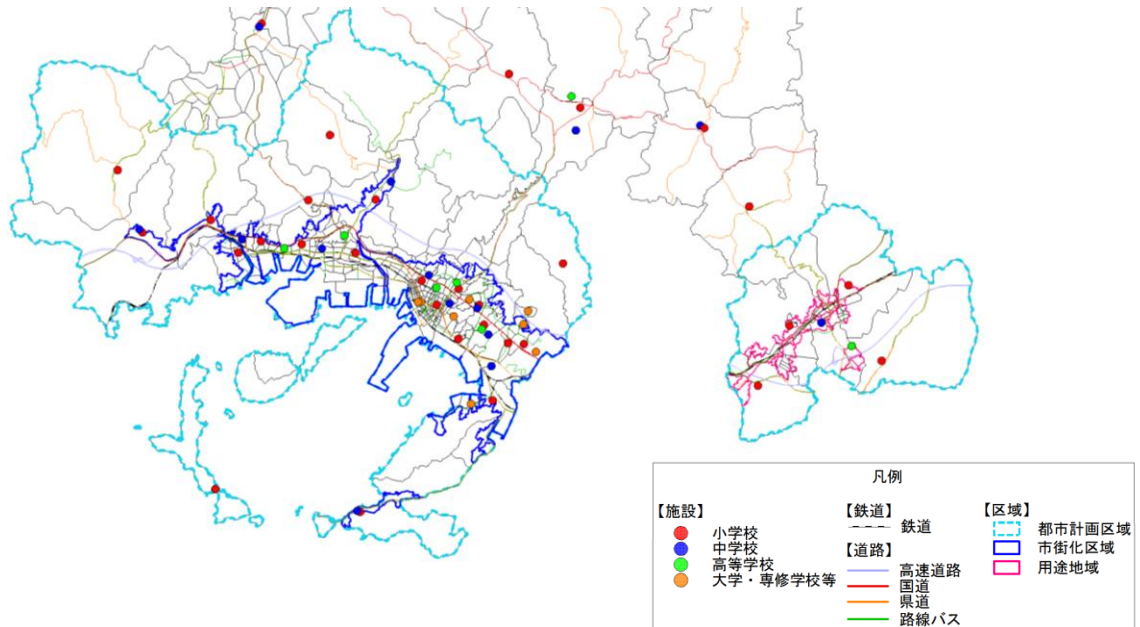 凡例
【施設】
小学校
中学校
高等学校
大学・専修学校等
【鉄道】
鉄道
【道路】
高速道路
国道
県道
路線バス
【区域】
都市計画区域
市街化区域
用途地域